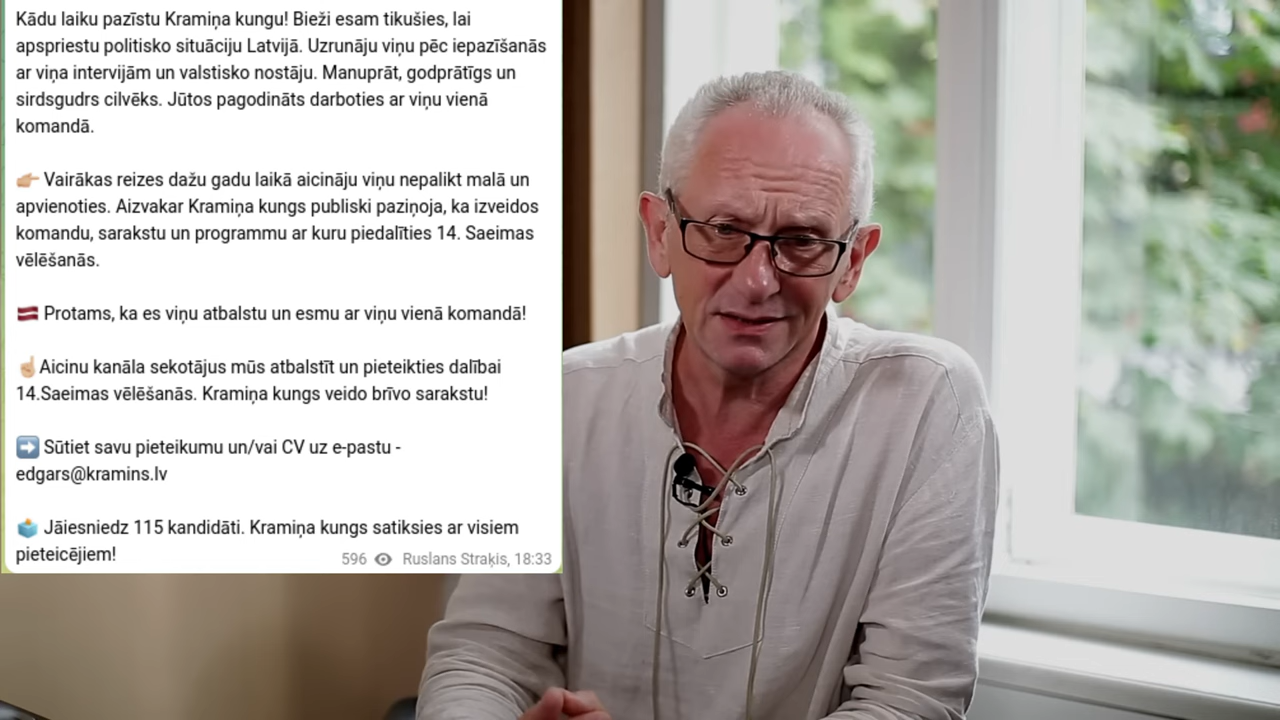 Kādu laiku pazīstu Kramiņa kungu! Bieži esam tikušies, lai
apspriestu politisko situāciju Latvijā. Uzrunāju viņu pēc iepazīšanās
ar viņa intervijām un valstisko nostāju. Manuprāt, godprātīgs un
sirdsgudrs cilvēks. Jūtos pagodināts darboties ar viņu vienā
komandā.
👉🏼 Vairākas reizes dažu gadu laikā aicināju viņu nepalikt malā un
apvienoties. Aizvakar Kramiņa kungs publiski paziņoja, ka izveidos
komandu, sarakstu un programmu ar kuru piedalīties 14. Saeimas
vēlēšanās.
🇱🇻 Protams, ka es viņu atbalstu un esmu ar viņu vienā komandā!
☝🏼Aicinu kanāla sekotājus mūs atbalstīt un pieteikties dalībai
14.Saeimas vēlēšanās. Kramiņa kungs veido brīvo sarakstu!
➡️ Sūtiet savu pieteikumu un/vai CV uz e-pastu -
edgars@kramins.lv
🗳️ Jāiesniedz 115 kandidāti. Kramiņa kungs satiksies ar visiem
pieteicējiem!
596 Ruslans Straķis, 18:33